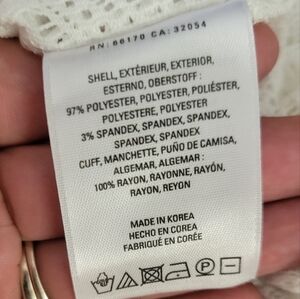 RN: 66170 CA: 32054
SHELL, EXTÉRIEUR, EXTERIOR,
ESTERNO, OBERSTOFF:
97% POLYESTER, POLYESTER, POLIÉSTER,
POLYESTERE, POLYESTER
3% SPANDEX, SPANDEX, SPANDEX,
SPANDEX, SPANDEX
CUFF, MANCHETTE, PUÑO DE CAMISA,
ALGEMAR, ALGEMAR:
100% RAYON, RAYONNE, RAYÓN,
RAYON, REYON
MADE IN KOREA
HECHO EN COREA
FABRIQUÉ EN CORÉE
P